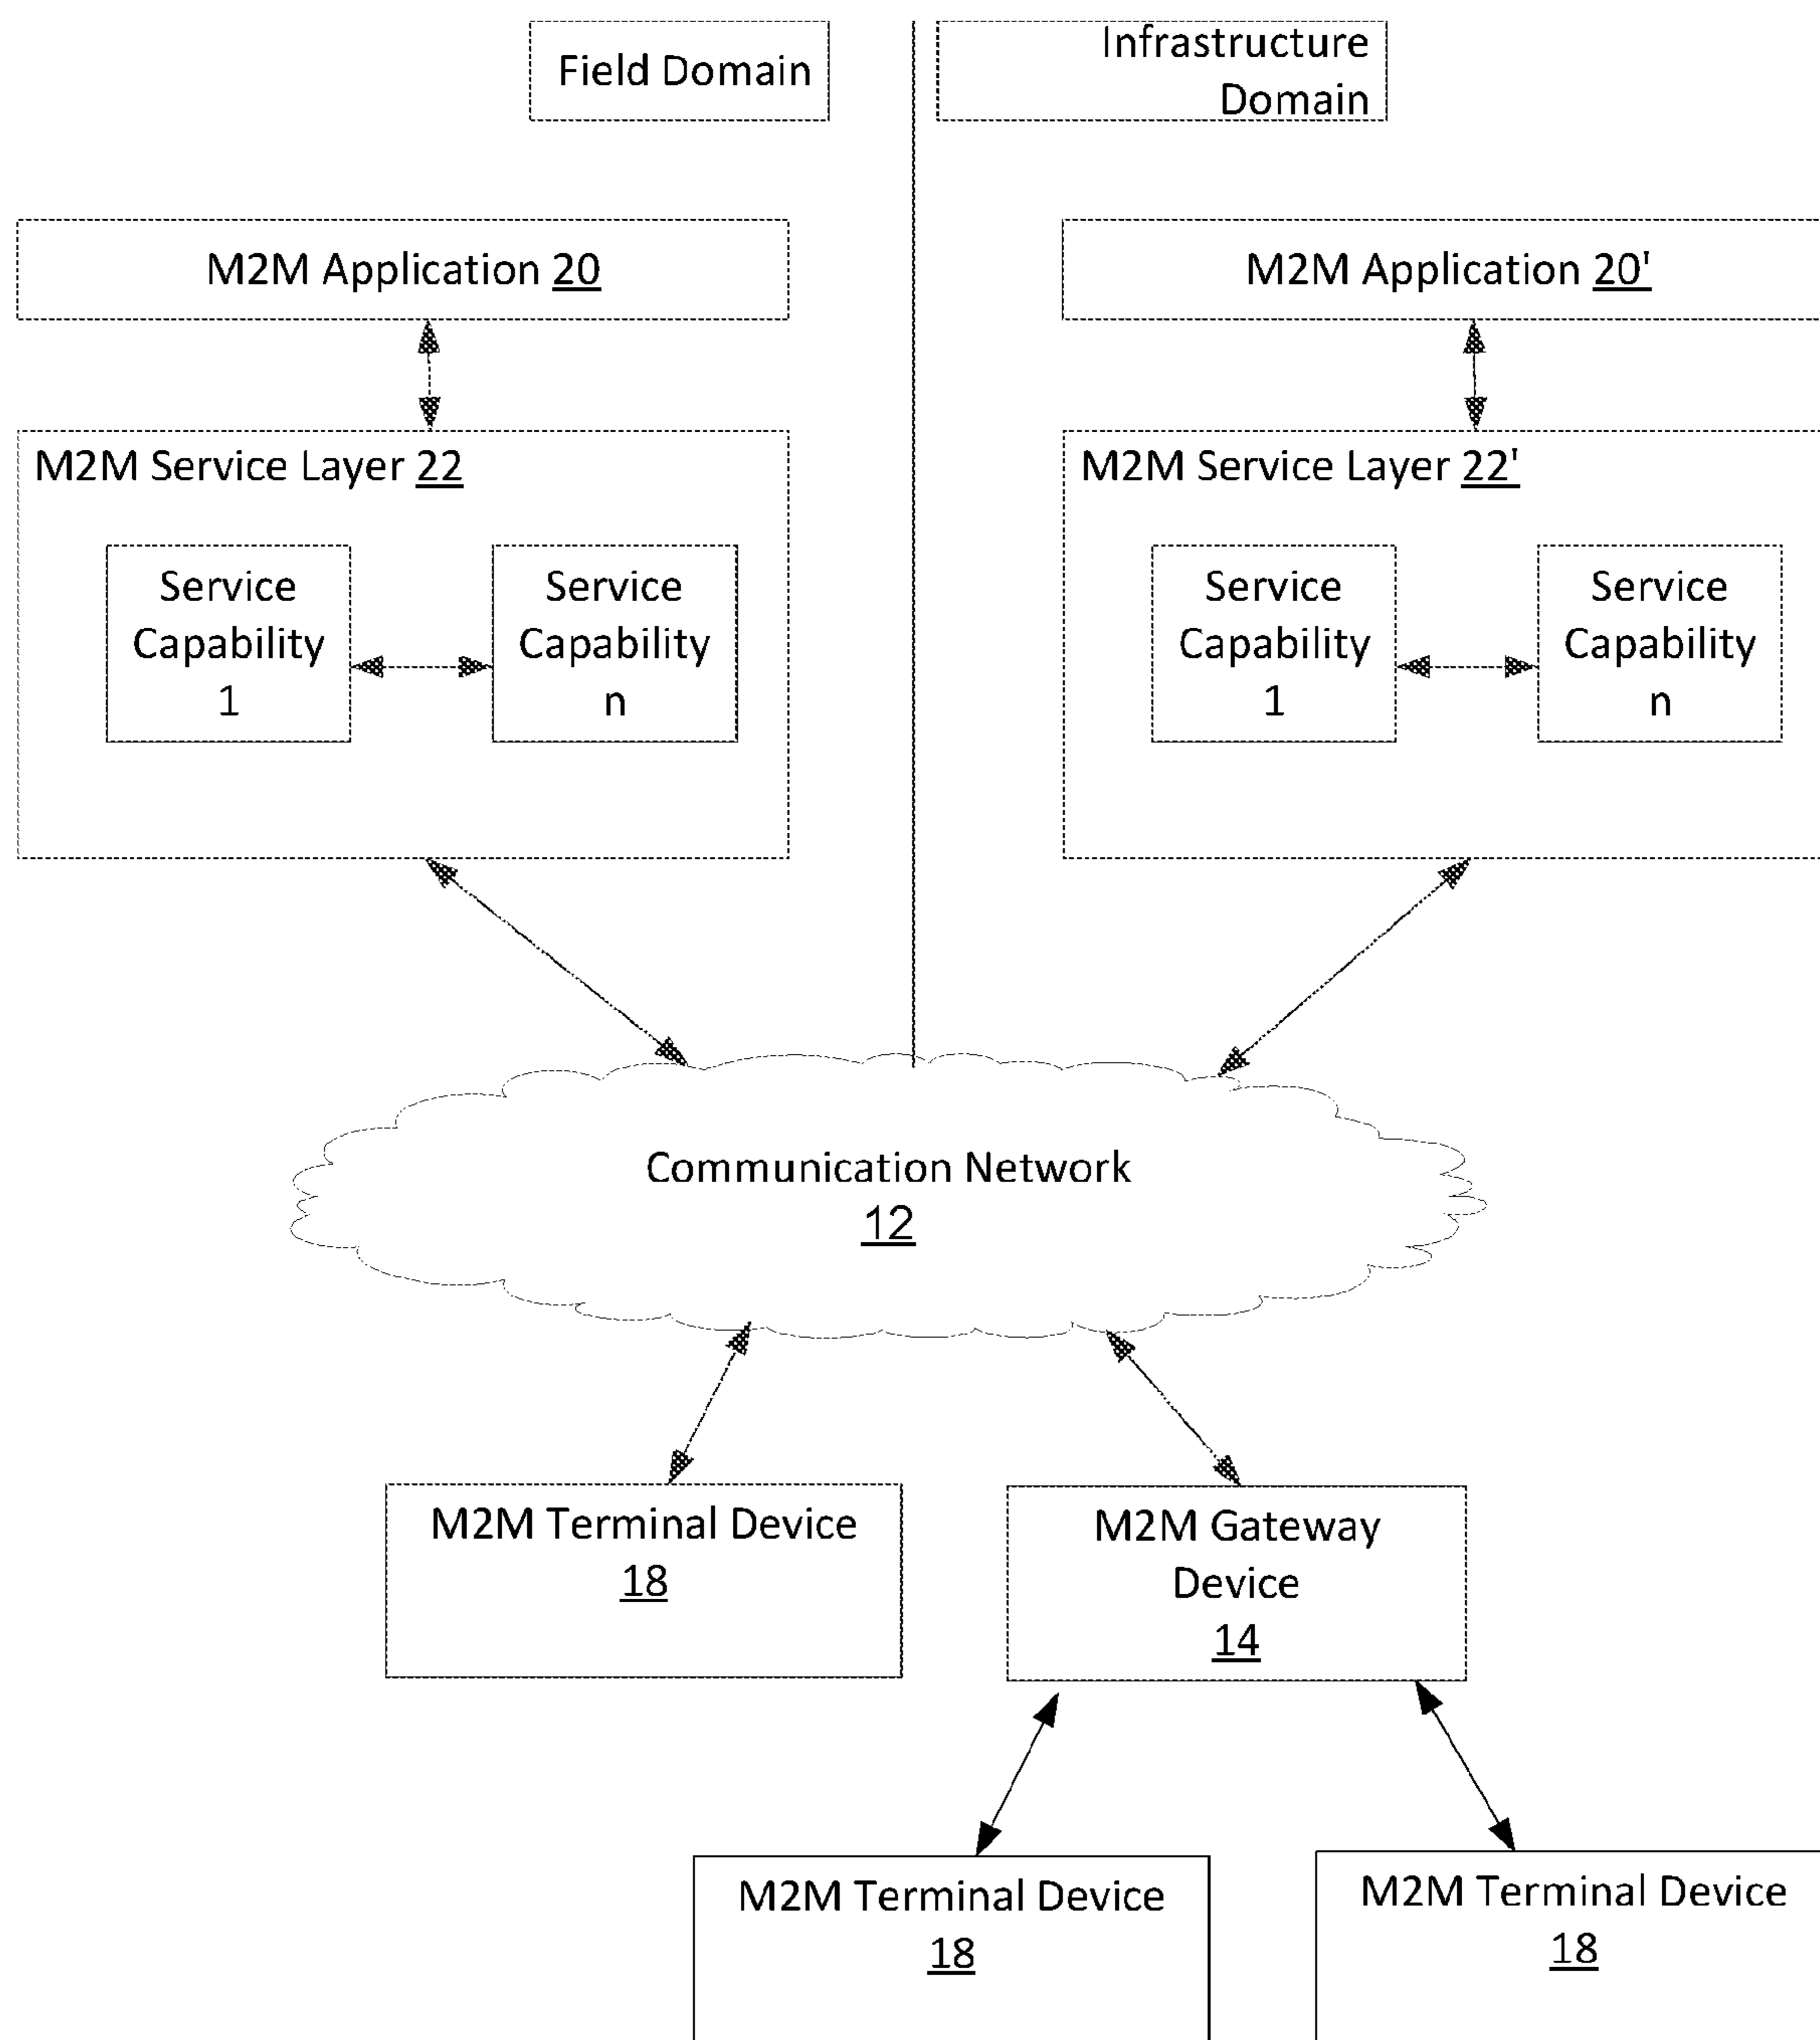 Field Domain
Infrastructure
Domain
M2M Application 20
M2M Application 20'
M2M Service Layer 22
Service
Capability
1
Service
Capability
n
M2M Service Layer 22'
Service
Capability
1
Service
Capability
n
Communication Network
12
M2M Terminal Device
18
M2M Gateway
Device
14
M2M Terminal Device
18
M2M Terminal Device
18